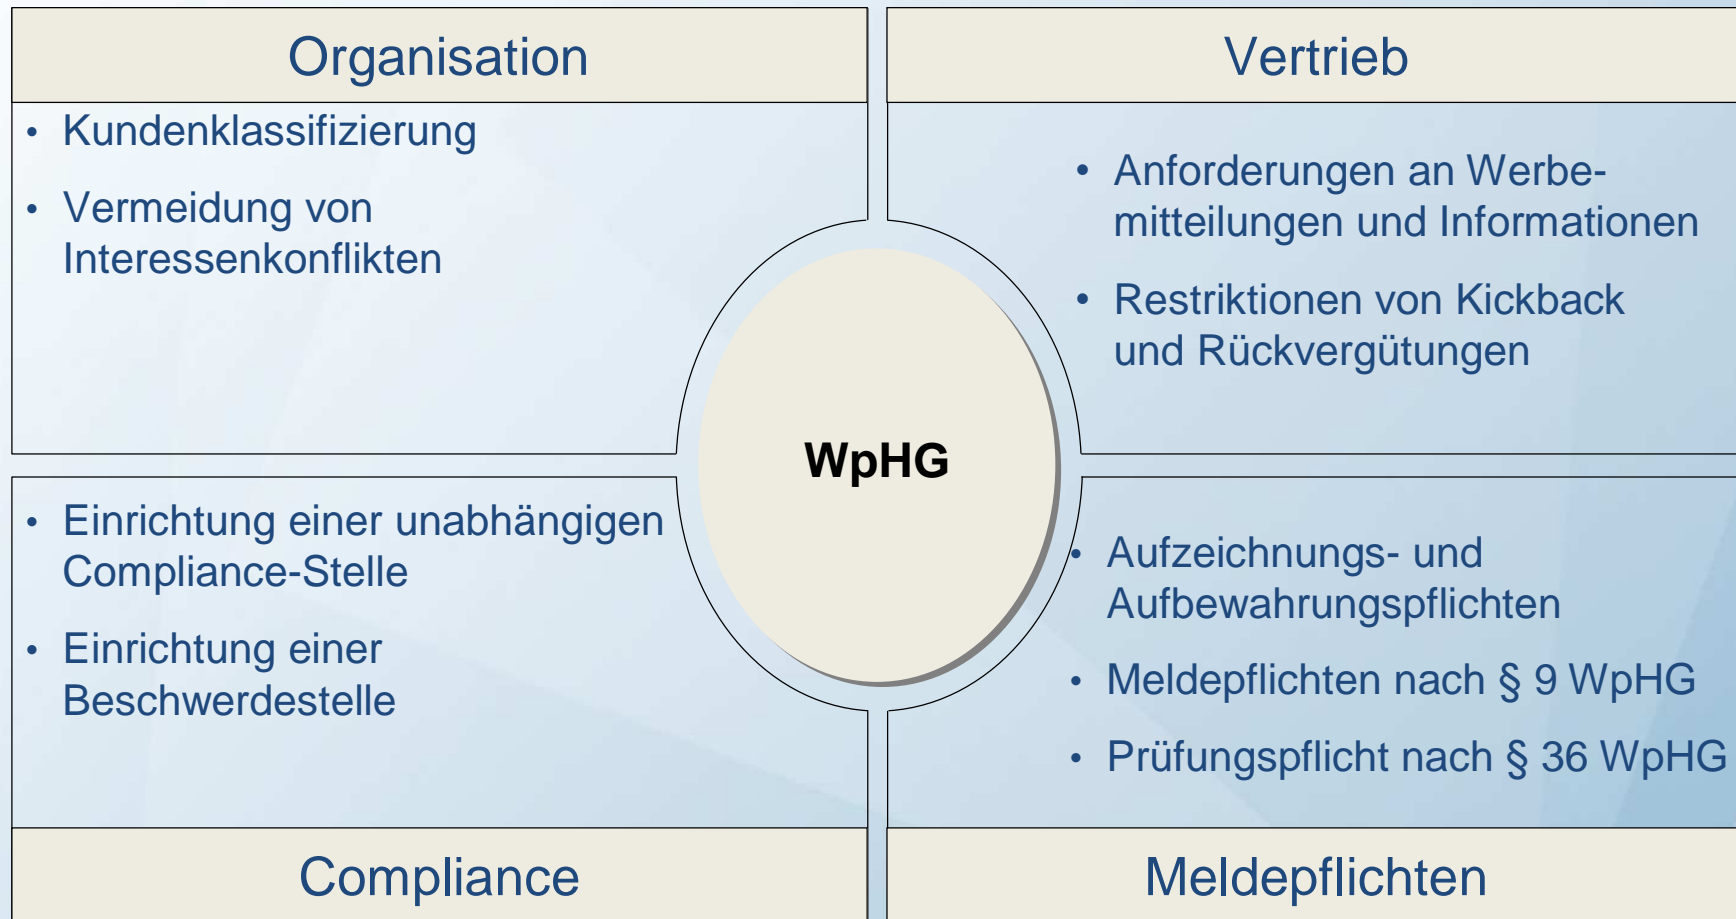 Organisation
• Kundenklassifizierung
• Vermeidung von
Interessenkonflikten
Vertrieb
• Anforderungen an Werbe-
mitteilungen und Informationen
• Restriktionen von Kickback
und Rückvergütungen
WpHG
• Einrichtung einer unabhängigen
Compliance-Stelle
• Einrichtung einer
Beschwerdestelle
Compliance
• Aufzeichnungs- und
Aufbewahrungspflichten
• Meldepflichten nach § 9 WpHG
• Prüfungspflicht nach § 36 WpHG
Meldepflichten